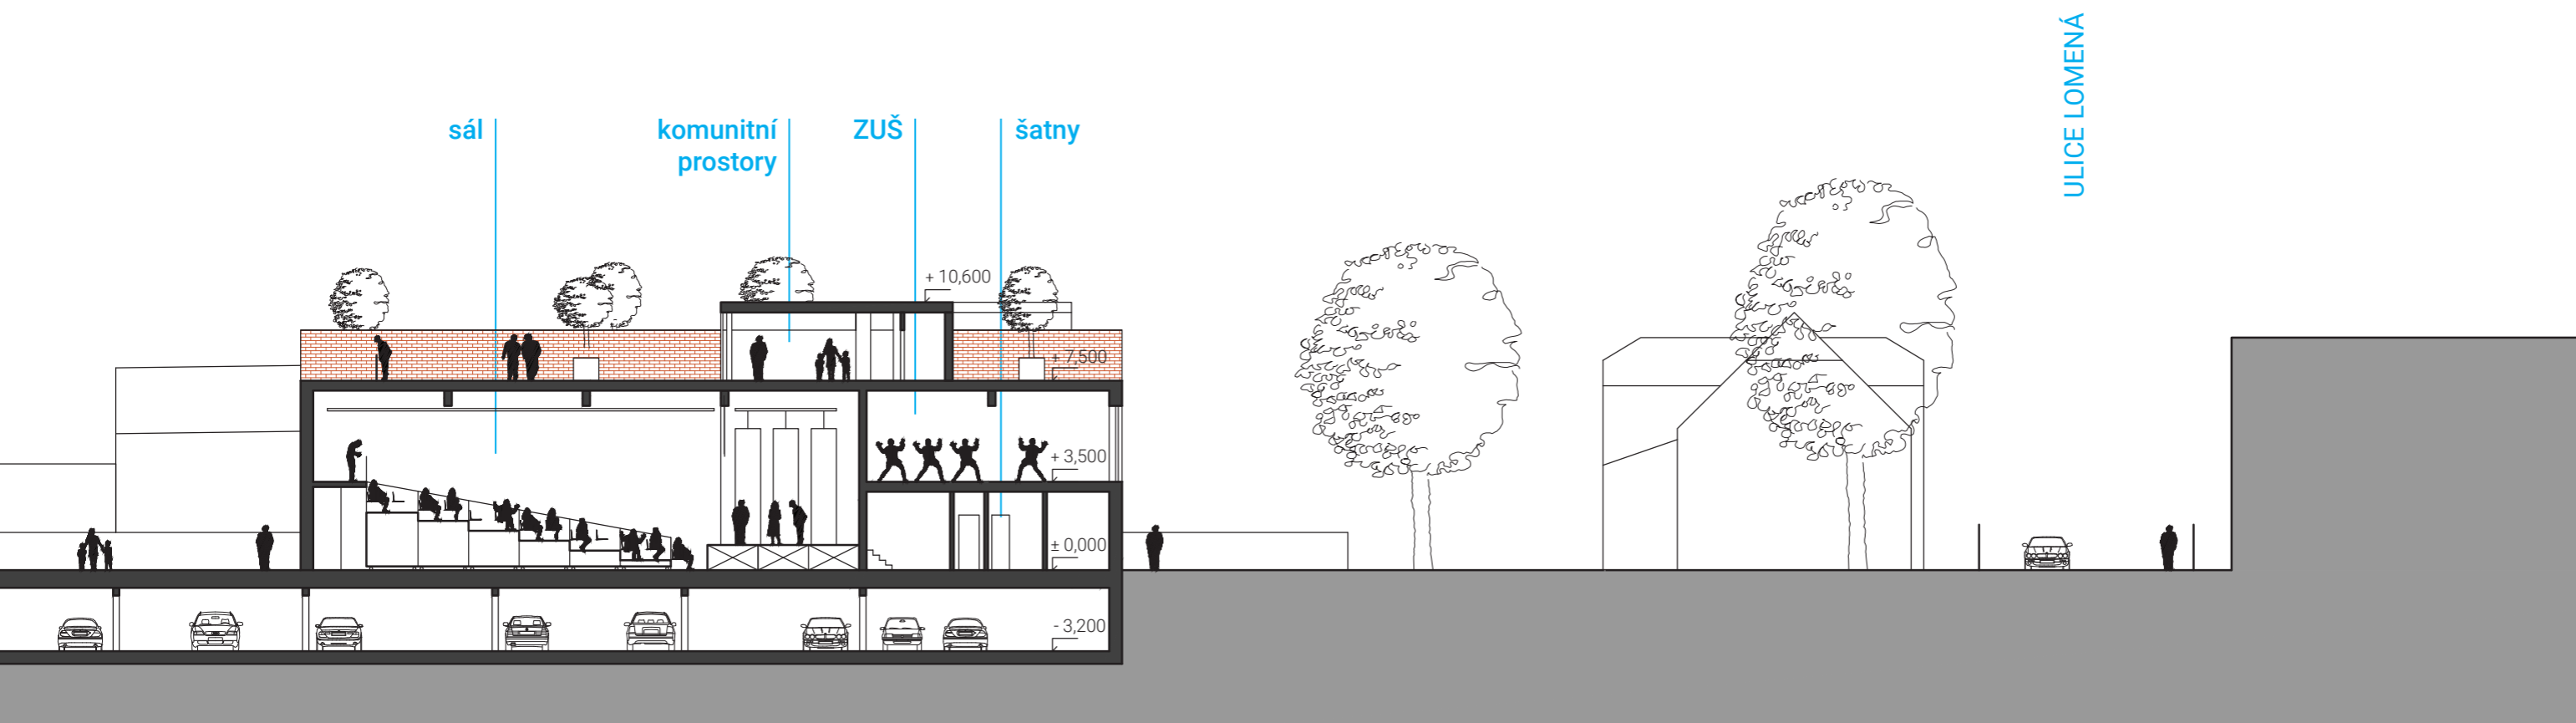 ULICE LOMENÁ
sál
komunitní
prostory
ZUŠ
šatny
+ 10,600
+ 7,500
+ 3,500
± 0,000
- 3,200